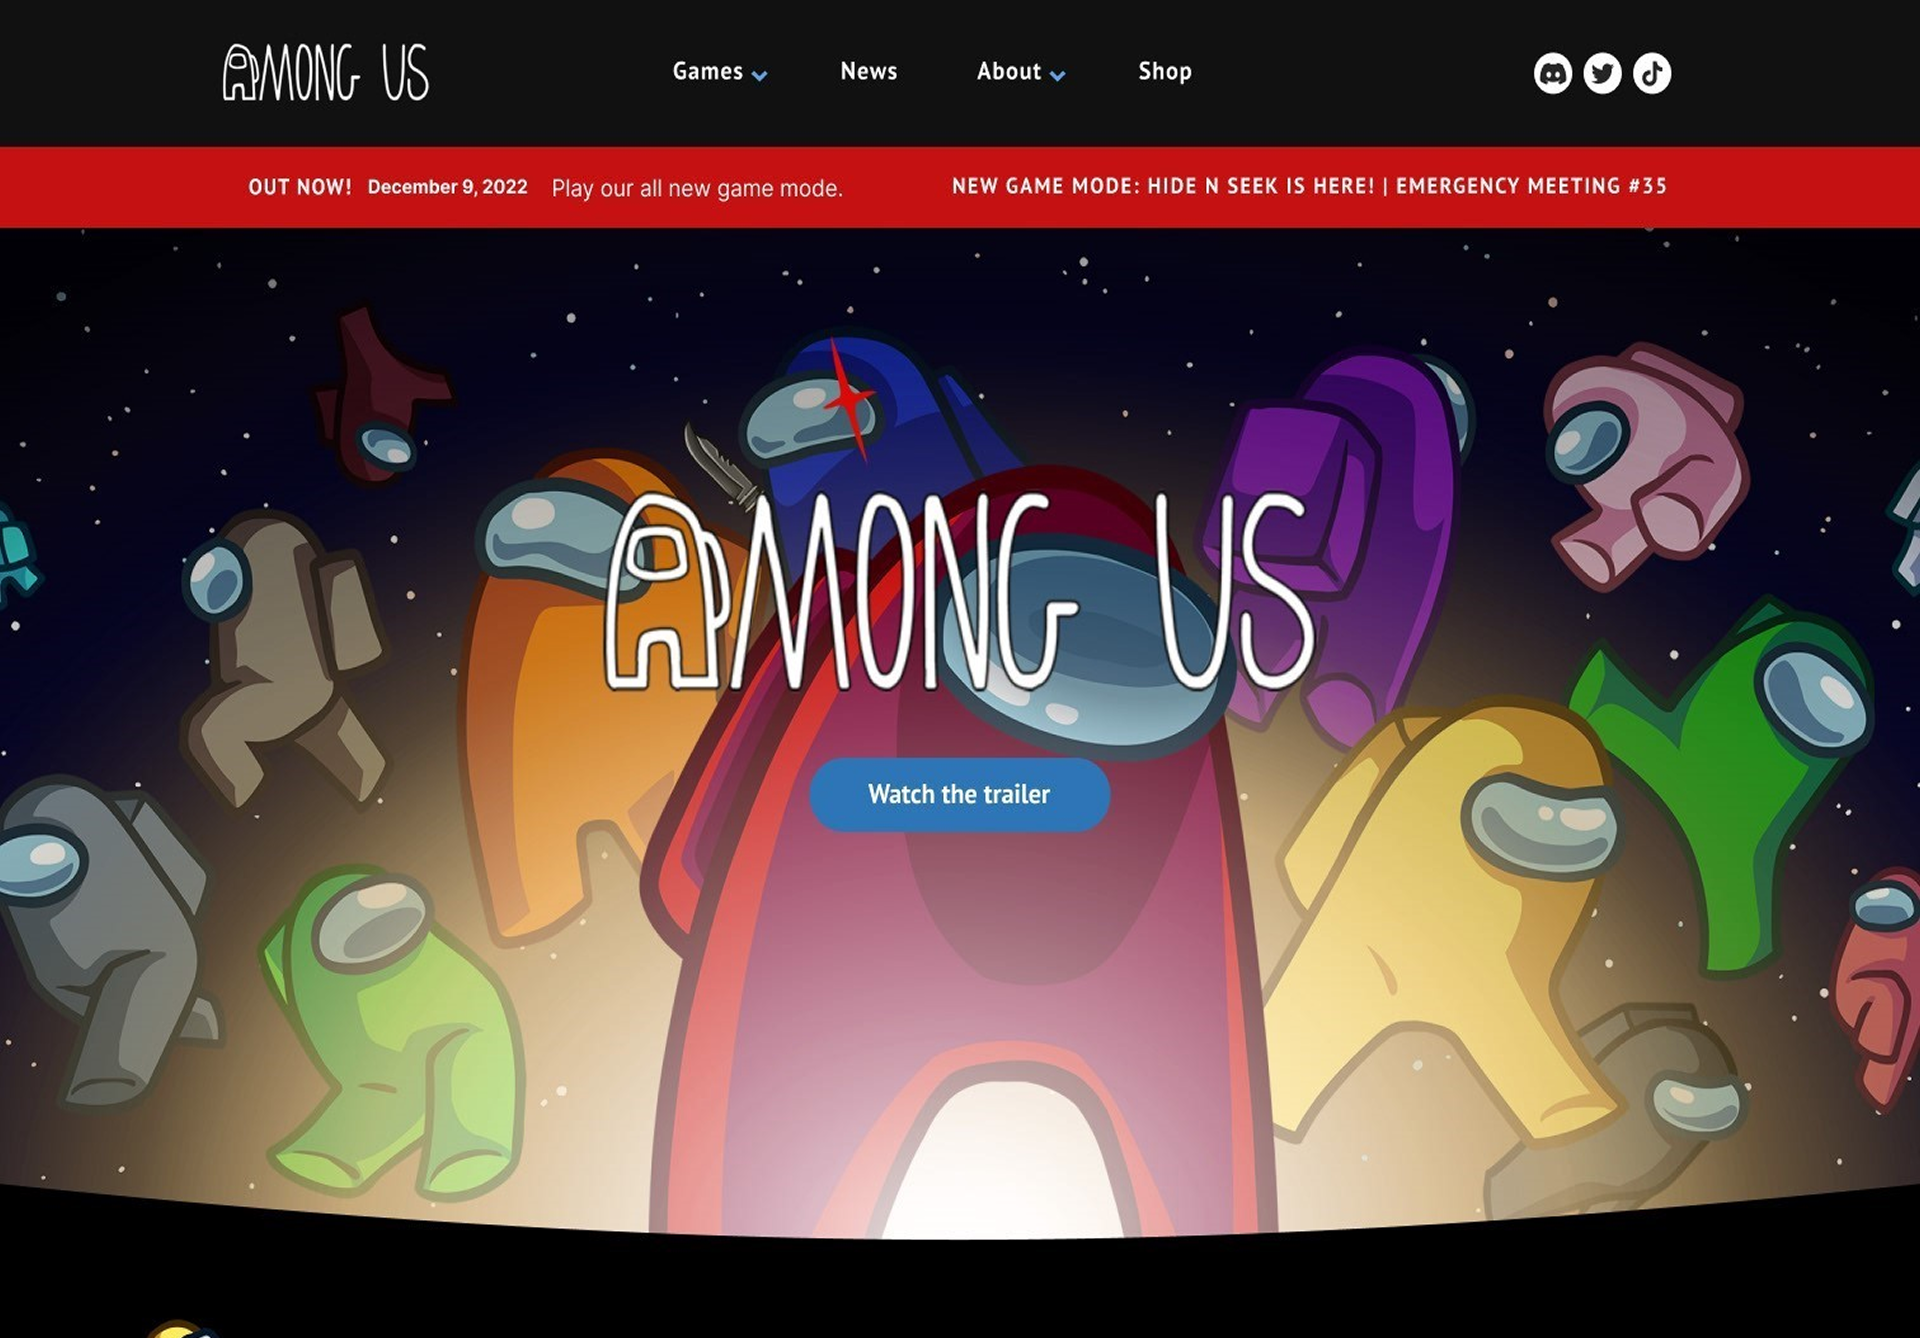 AMONG US
Games
News
About
Shop
OUT NOW! December 9, 2022 Play our all new game mode.
NEW GAME MODE: HIDE N SEEK IS HERE! | EMERGENCY MEETING #35
AMONG US
Watch the trailer